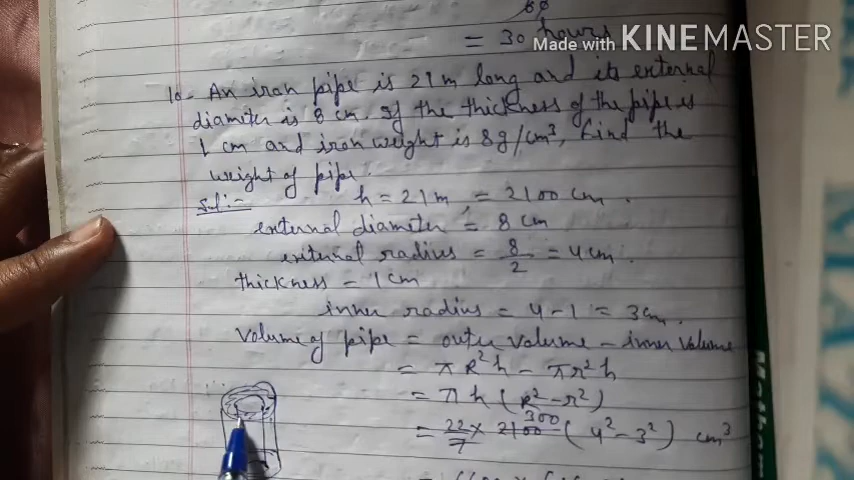 = 30 hours
Made with KINEMASTER
10- An iron pipe is 21 m long and its external
diameter is 8 cm. If the thickness of the pipe is
1 cm and iron weight is 8g/cm³, find the
weight of pipe.
Sol:- h = 21 m, = 2100 cm.
external diameter = 8 cm
external radius = 8/2 = 4 cm.
thickness = 1 cm
inner radius = 4 - 1 = 3 cm.
Volume of pipe = outer volume - inner volume
= πR²h - πr²h
= πh (R² - r²)
300
= 22/7 × 2100 (4² - 3²) cm³